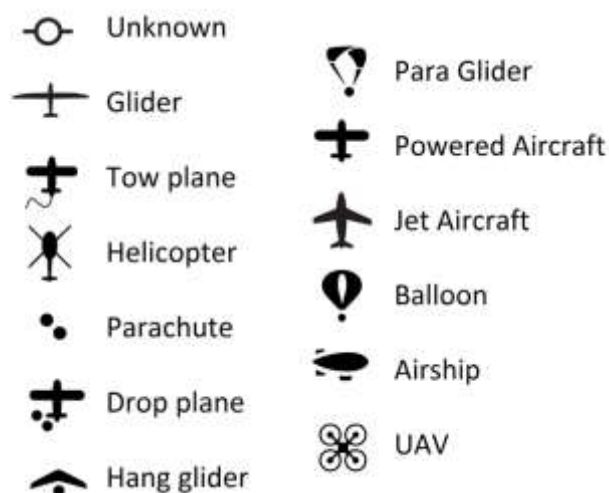 Unknown
Glider
Tow plane
Helicopter
Parachute
Drop plane
Hang glider
Para Glider
Powered Aircraft
Jet Aircraft
Balloon
Airship
UAV